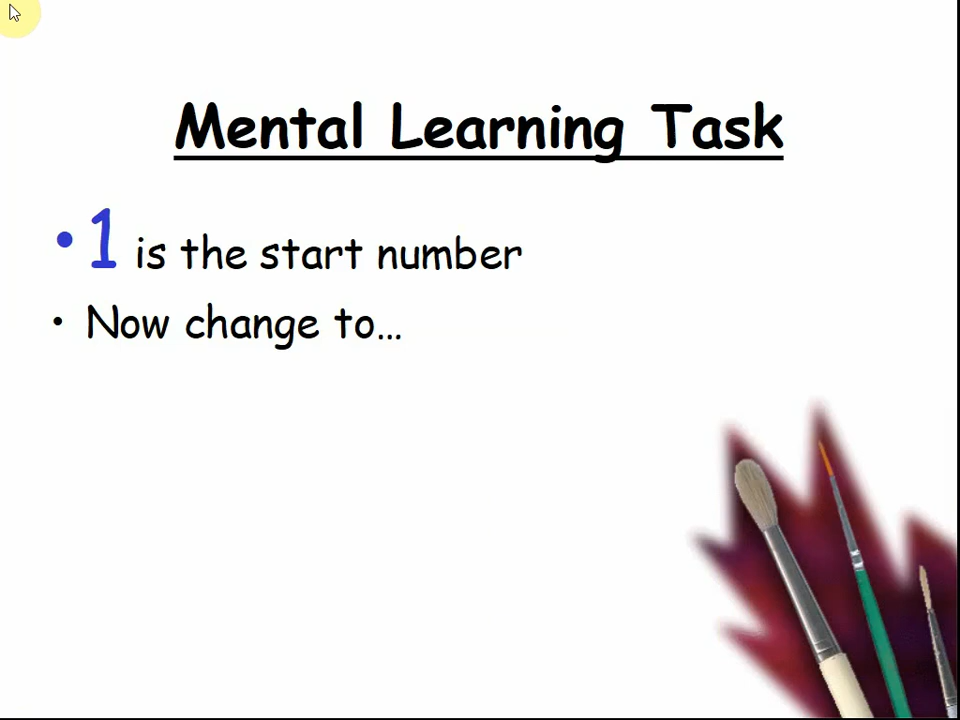 Mental Learning Task
• 1 is the start number
• Now change to...